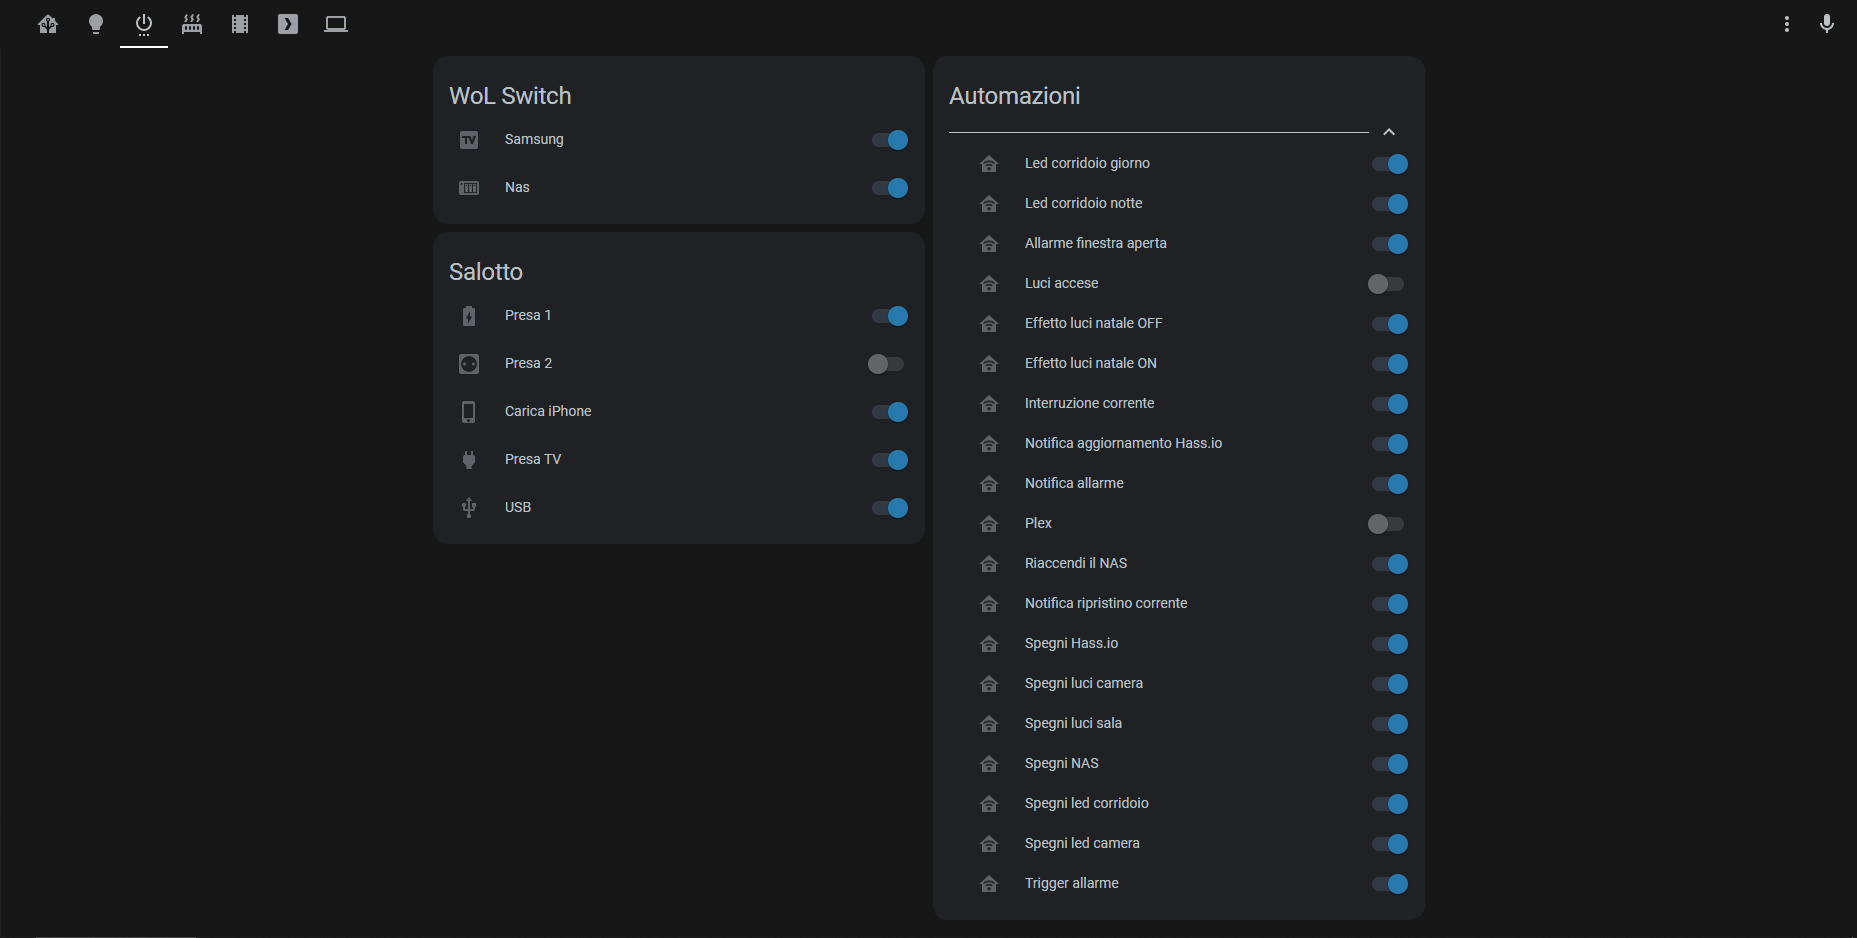 WoL Switch
Samsung
Nas
Salotto
Presa 1
Presa 2
Carica iPhone
Presa TV
USB
Automazioni
Led corridoio giorno
Led corridoio notte
Allarme finestra aperta
Luci accese
Effetto luci natale OFF
Effetto luci natale ON
Interruzione corrente
Notifica aggiornamento Hass.io
Notifica allarme
Plex
Riaccendi il NAS
Notifica ripristino corrente
Spegni Hass.io
Spegni luci camera
Spegni luci sala
Spegni NAS
Spegni led corridoio
Spegni led camera
Trigger allarme